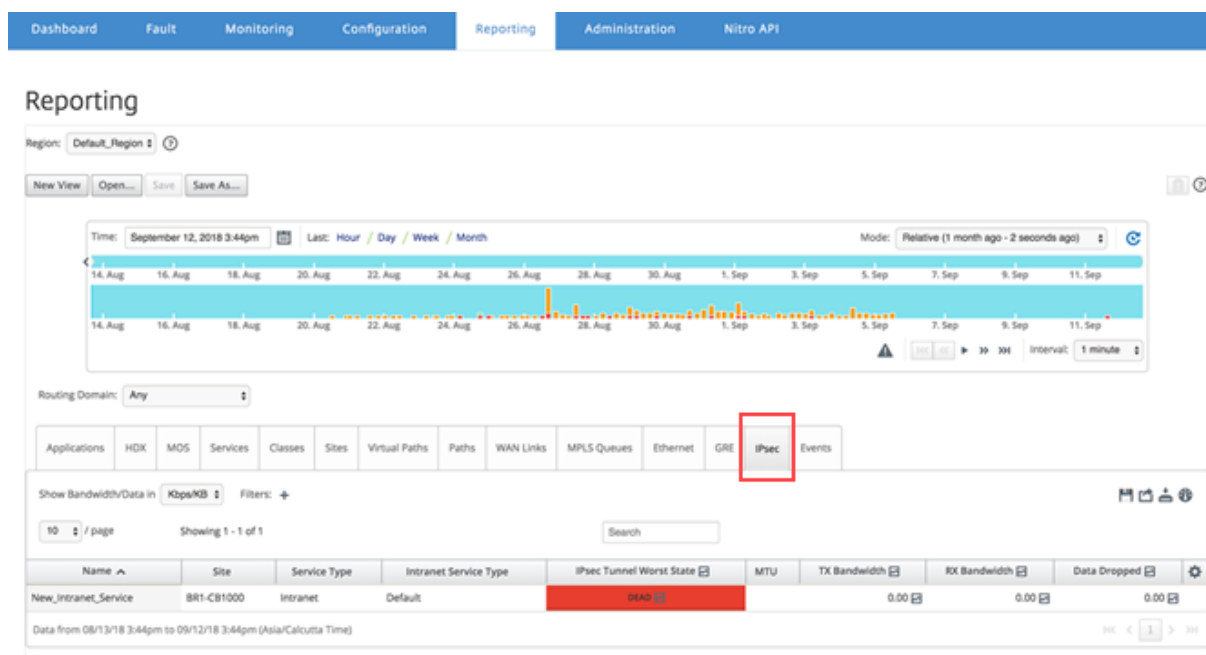 Dashboard Fault Monitoring Configuration Reporting Administration Nitro API
Reporting
Region: Default_Region
New View Open... Save Save As...
Time: September 12, 2018 3:44pm Last: Hour / Day / Week / Month Mode: Relative (1 month ago - 2 seconds ago)
14. Aug 16. Aug 18. Aug 20. Aug 22. Aug 24. Aug 26. Aug 28. Aug 30. Aug 1. Sep 3. Sep 5. Sep 7. Sep 9. Sep 11. Sep
14. Aug 16. Aug 18. Aug 20. Aug 22. Aug 24. Aug 26. Aug 28. Aug 30. Aug 1. Sep 3. Sep 5. Sep 7. Sep 9. Sep 11. Sep
Interval: 1 minute
Routing Domain: Any
Applications HDX MOS Services Classes Sites Virtual Paths Paths WAN Links MPLS Queues Ethernet GRE IPsec Events
Show Bandwidth/Data in Kbps/KB Filters: +
10 / page Showing 1 - 1 of 1 Search
Name Site Service Type Intranet Service Type IPsec Tunnel Worst State MTU TX Bandwidth RX Bandwidth Data Dropped
New_Intranet_Service BR1-CB1000 Intranet Default DEAD 0.00 0.00 0.00
Data from 08/13/18 3:44pm to 09/12/18 3:44pm (Asia/Calcutta Time) 1